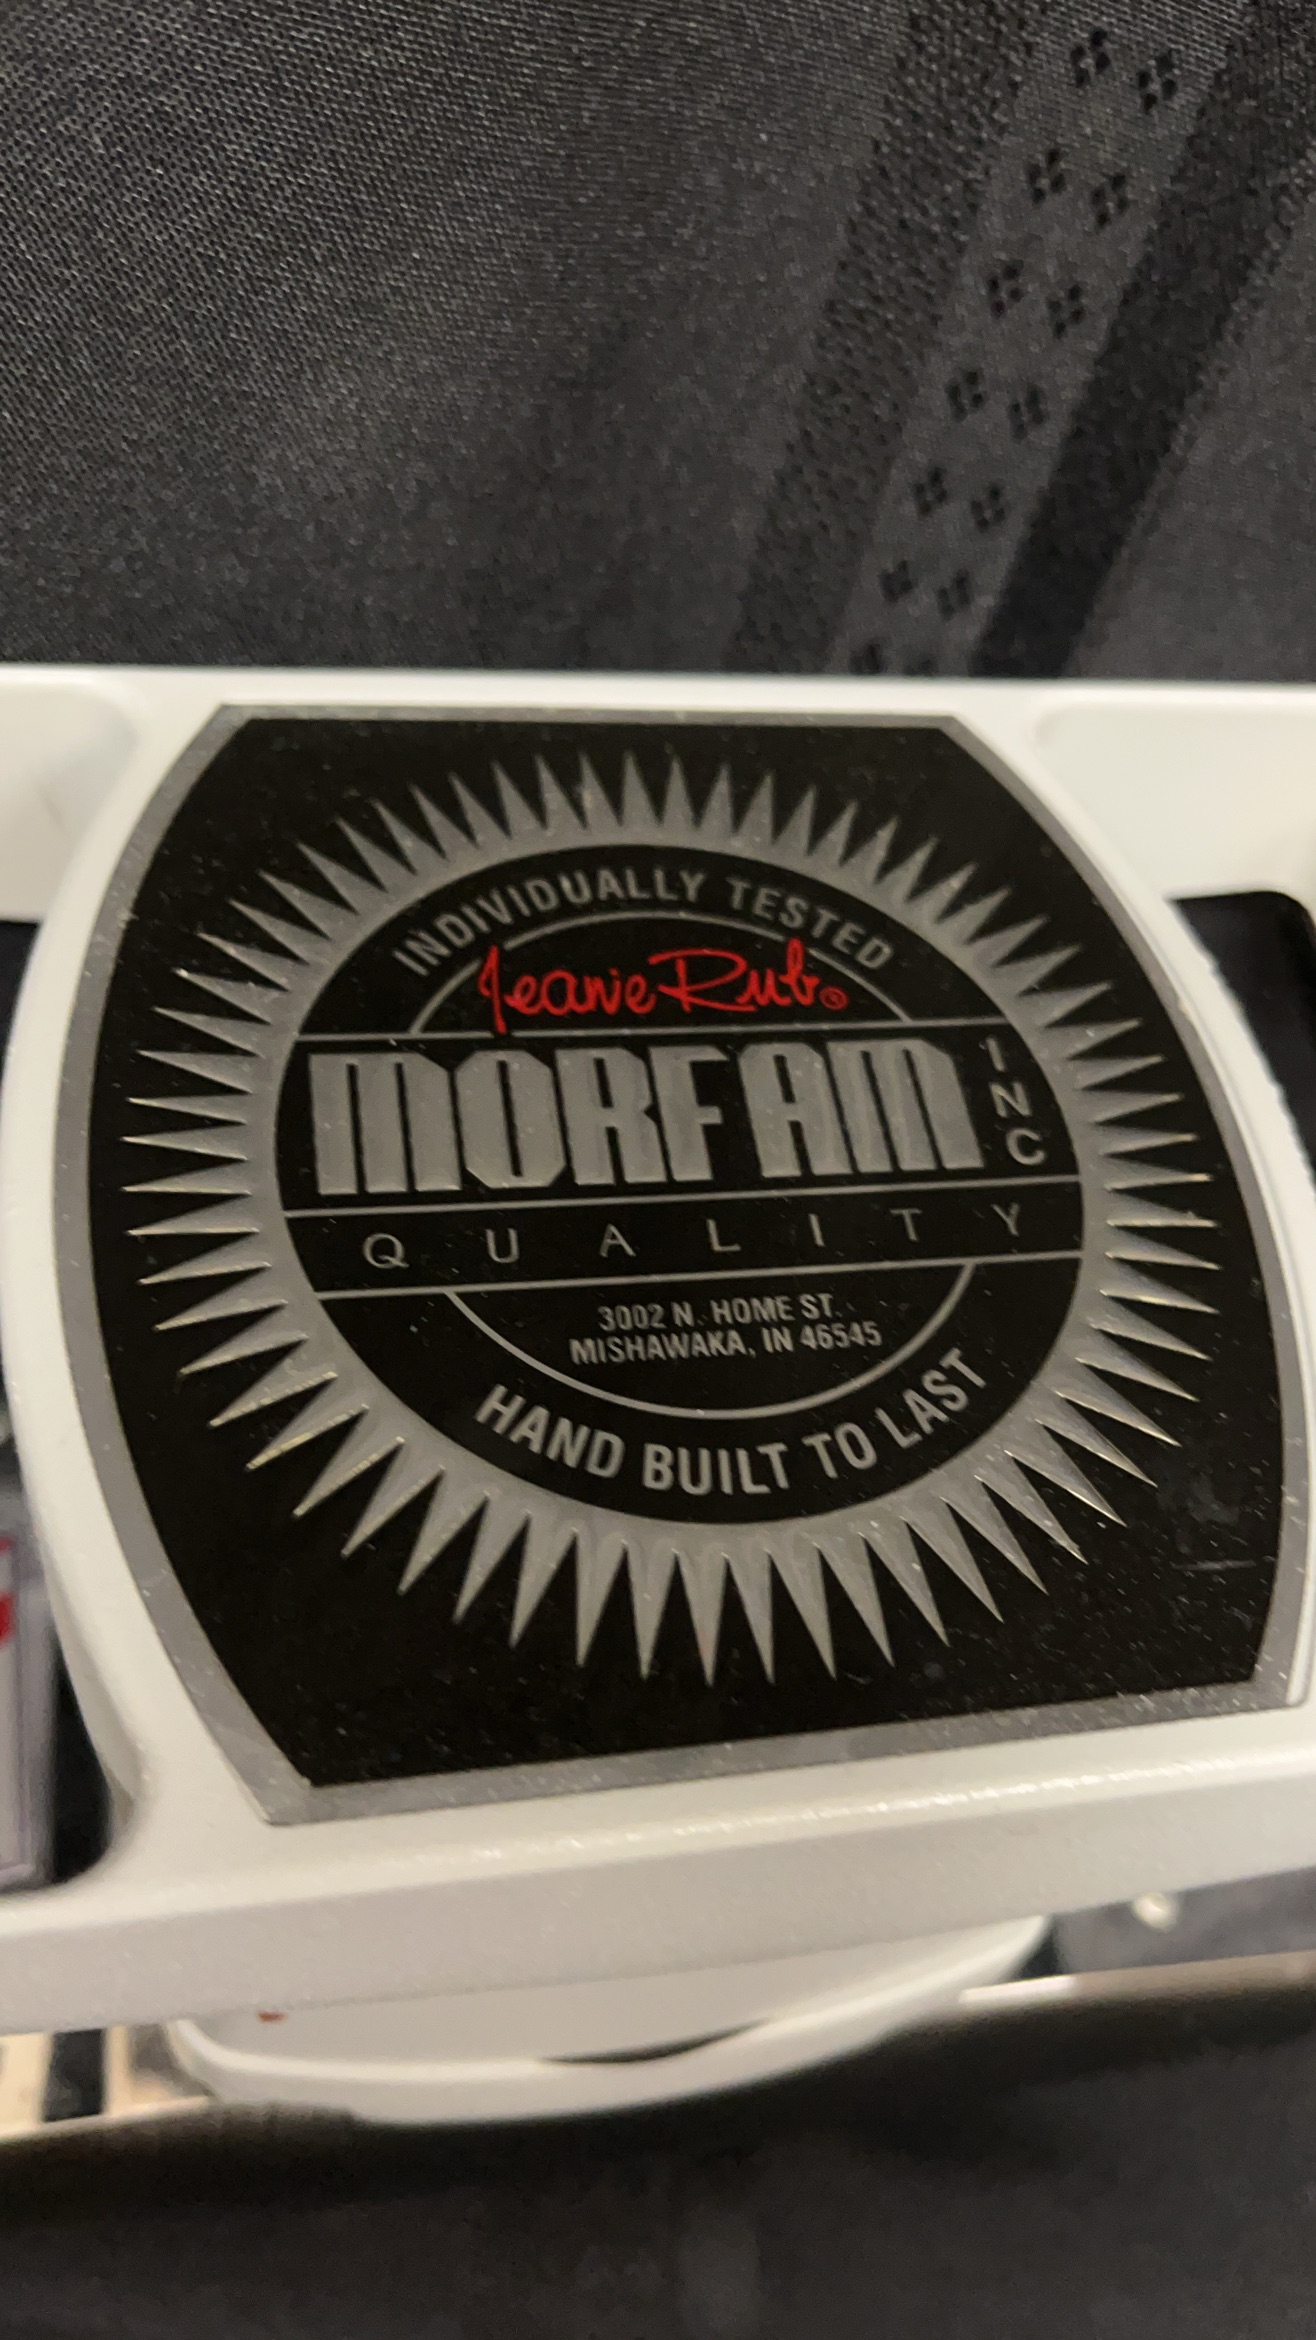 INDIVIDUALLY TESTED
Jeanie Rub®
MORFAM INC
QUALITY
3002 N. HOME ST.
MISHAWAKA, IN 46545
HAND BUILT TO LAST